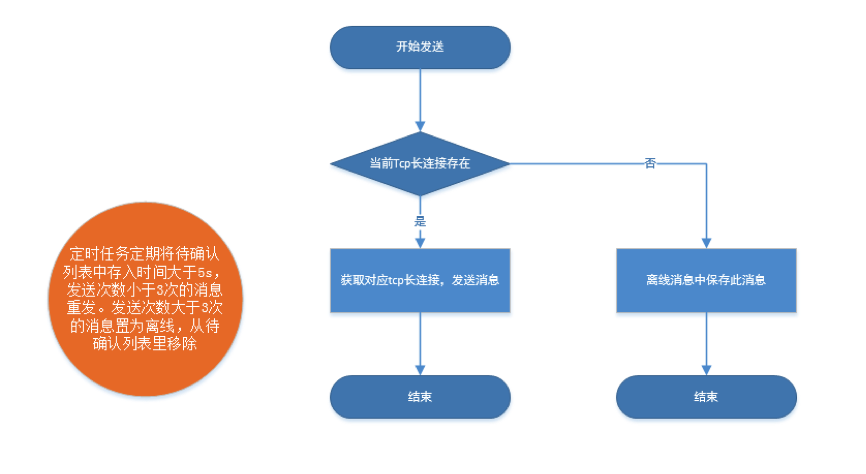 开始发送
当前Tcp长连接存在
否
是
获取对应tcp长连接，发送消息
离线消息中保存此消息
结束
结束
定时任务定期将待确认
列表中存入时间大于5s，
发送次数小于3次的消息
重发。发送次数大于3次
的消息置为离线，从待
确认列表里移除